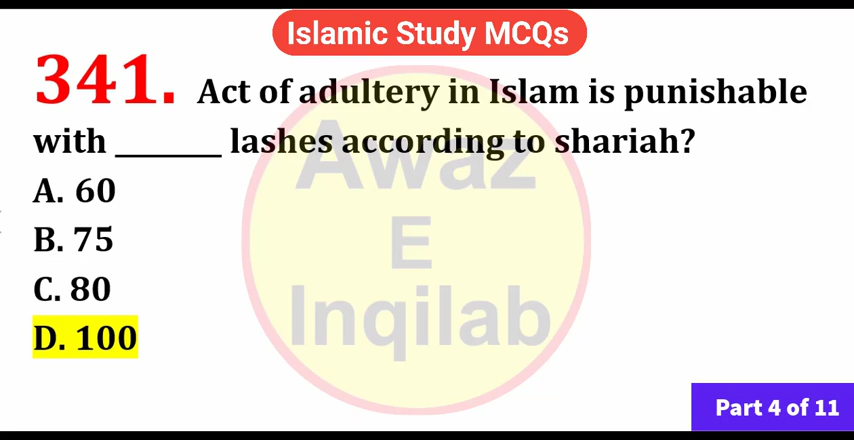 Islamic Study MCQs
341. Act of adultery in Islam is punishable
with _______ lashes according to shariah?
A. 60
B. 75
C. 80
D. 100
Awaz
E
Inqilab
Part 4 of 11